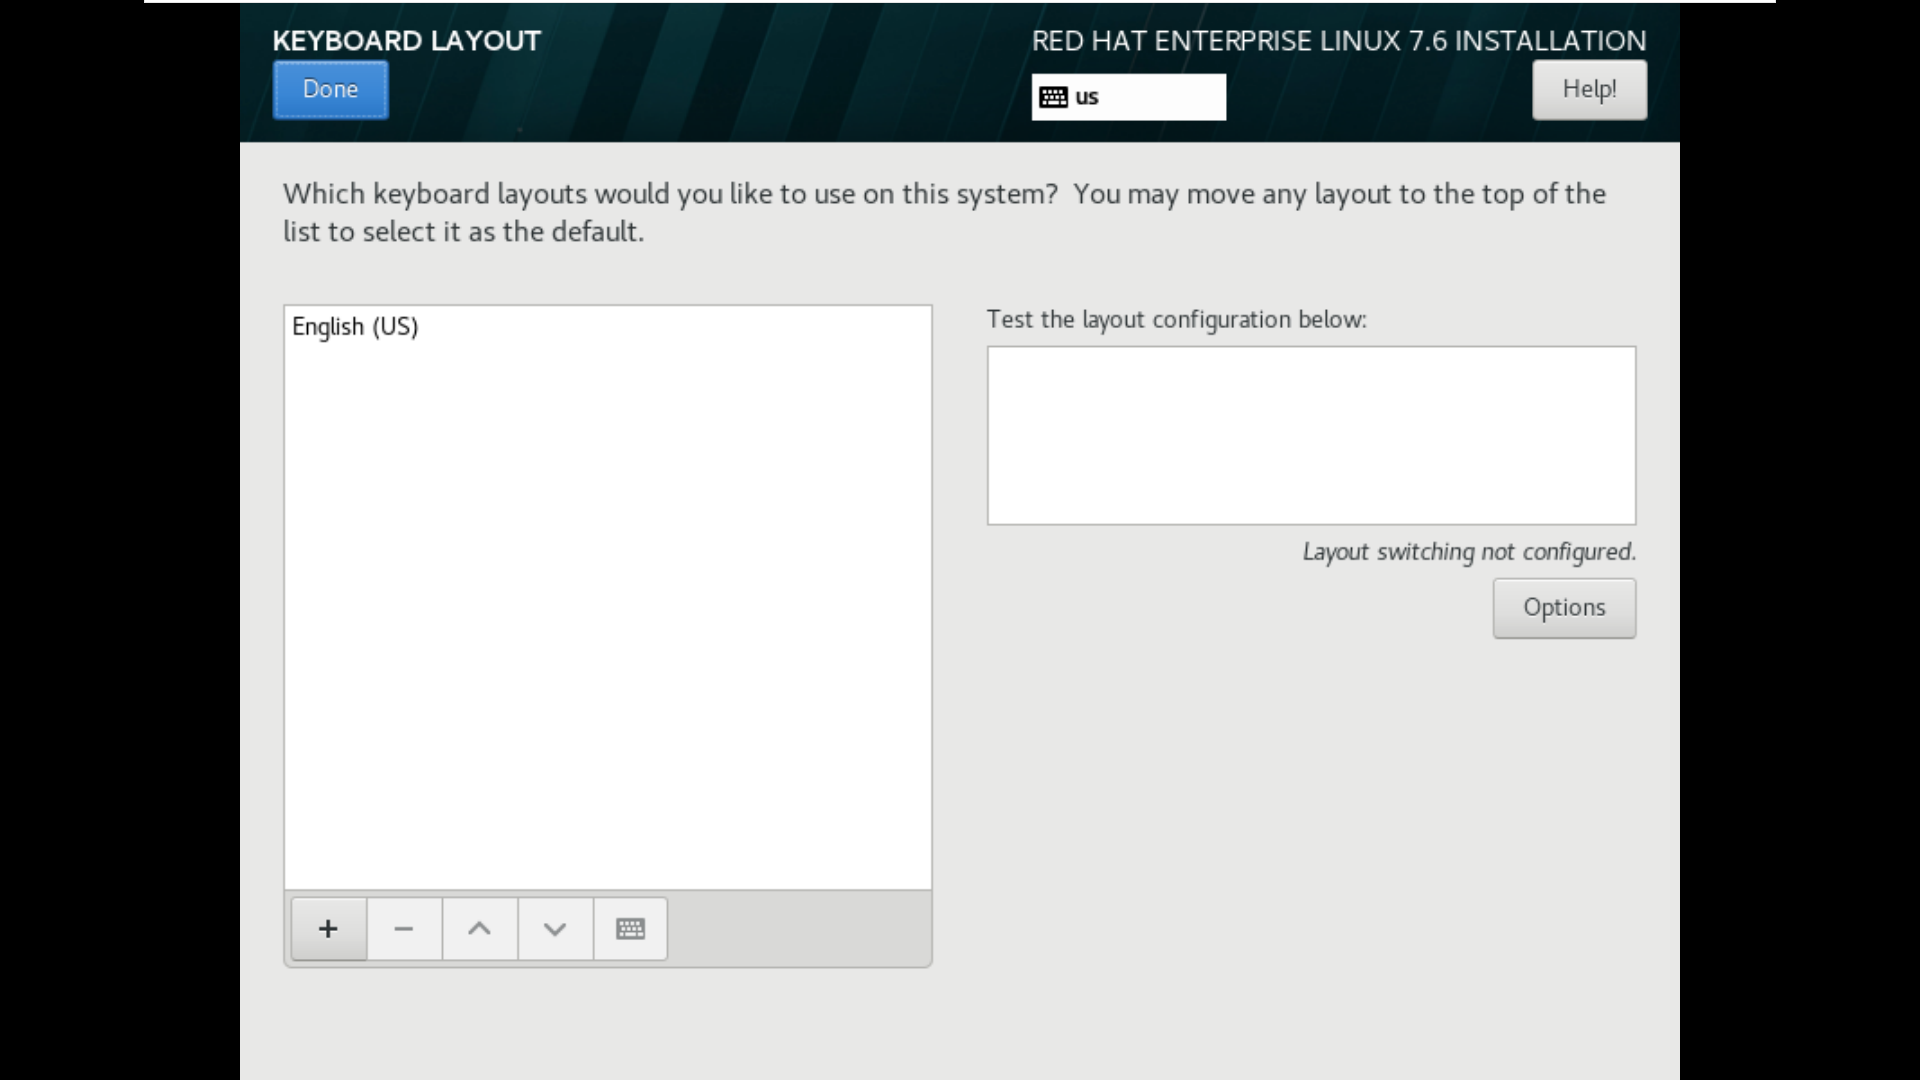 KEYBOARD LAYOUT
RED HAT ENTERPRISE LINUX 7.6 INSTALLATION
Done
us
Help!
Which keyboard layouts would you like to use on this system?  You may move any layout to the top of the
list to select it as the default.
English (US)
Test the layout configuration below:
Layout switching not configured.
Options